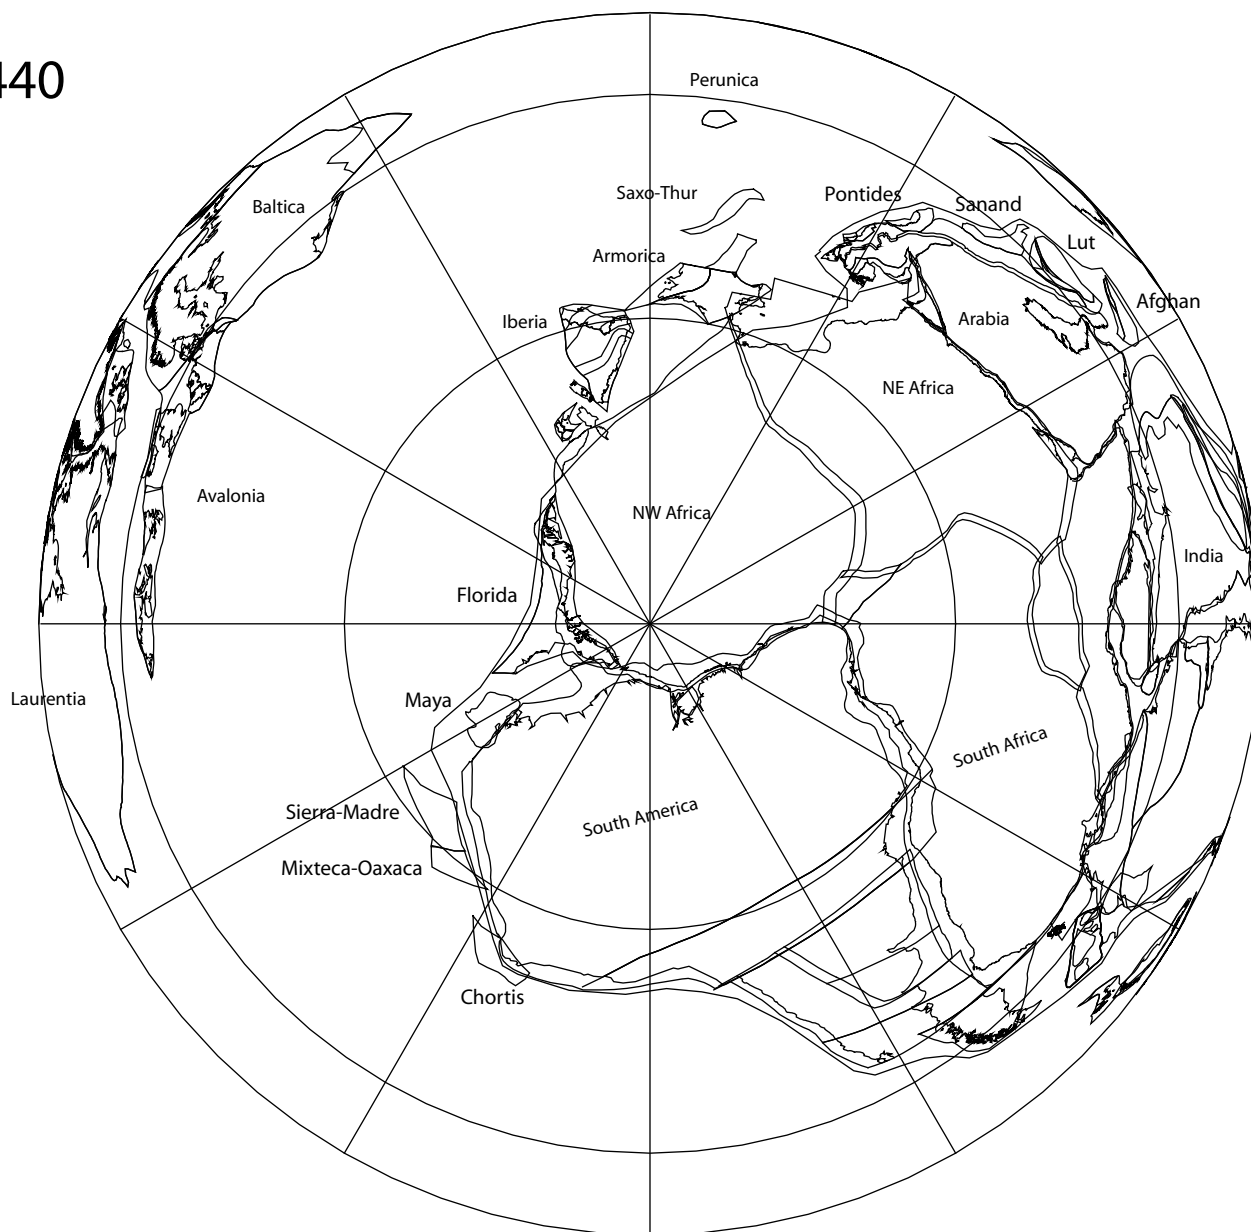 440
Perunica
Saxo-Thur
Pontides
Sanand
Baltica
Armorica
Lut
Afghan
Iberia
Arabia
NE Africa
Avalonia
NW Africa
India
Florida
Laurentia
Maya
South Africa
Sierra-Madre
South America
Mixteca-Oaxaca
Chortis